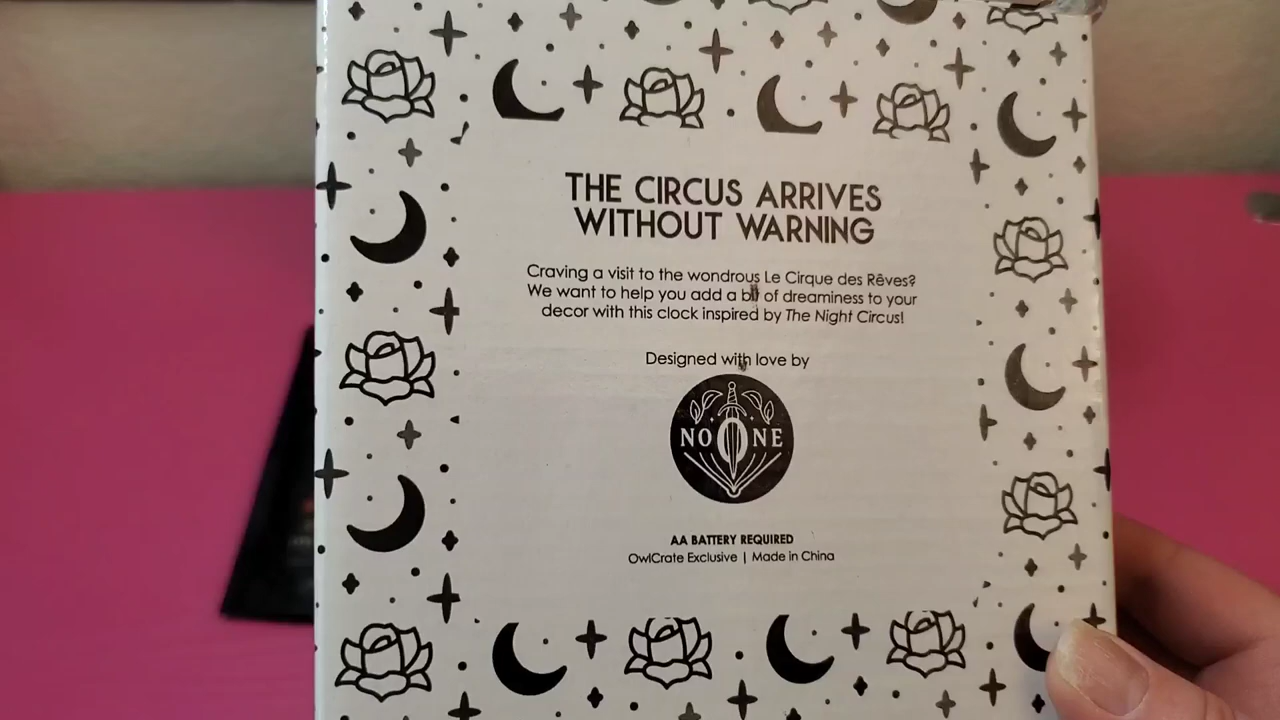 THE CIRCUS ARRIVES
WITHOUT WARNING
Craving a visit to the wondrous Le Cirque des Rêves?
We want to help you add a bit of dreaminess to your
decor with this clock inspired by The Night Circus!
Designed with love by
NO ONE
AA BATTERY REQUIRED
OwlCrate Exclusive | Made in China